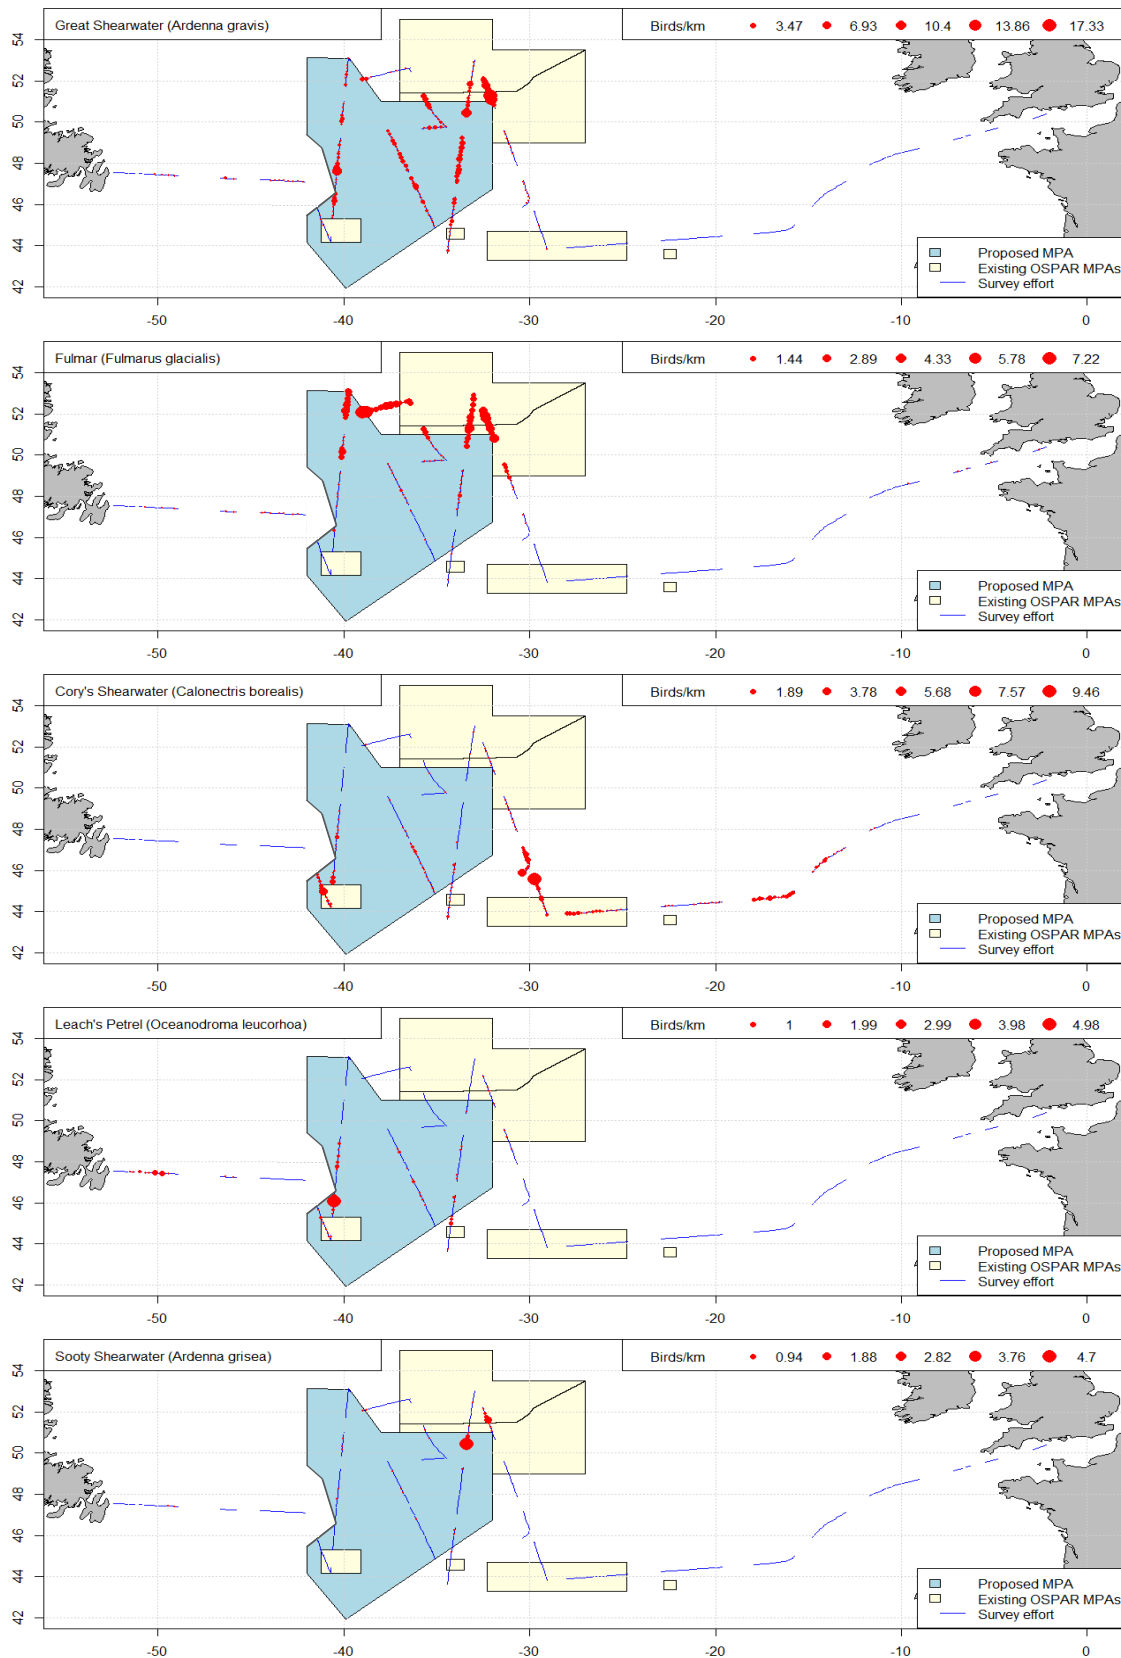 Great Shearwater (Ardenna gravis)
Birds/km 3.47 6.93 10.4 13.86 17.33
54
52
50
48
46
44
42
Proposed MPA
Existing OSPAR MPAs
Survey effort
-50 -40 -30 -20 -10 0
Fulmar (Fulmarus glacialis)
Birds/km 1.44 2.89 4.33 5.78 7.22
54
52
50
48
46
44
42
Proposed MPA
Existing OSPAR MPAs
Survey effort
-50 -40 -30 -20 -10 0
Cory's Shearwater (Calonectris borealis)
Birds/km 1.89 3.78 5.68 7.57 9.46
54
52
50
48
46
44
42
Proposed MPA
Existing OSPAR MPAs
Survey effort
-50 -40 -30 -20 -10 0
Leach's Petrel (Oceanodroma leucorhoa)
Birds/km 1 1.99 2.99 3.98 4.98
54
52
50
48
46
44
42
Proposed MPA
Existing OSPAR MPAs
Survey effort
-50 -40 -30 -20 -10 0
Sooty Shearwater (Ardenna grisea)
Birds/km 0.94 1.88 2.82 3.76 4.7
54
52
50
48
46
44
42
Proposed MPA
Existing OSPAR MPAs
Survey effort
-50 -40 -30 -20 -10 0